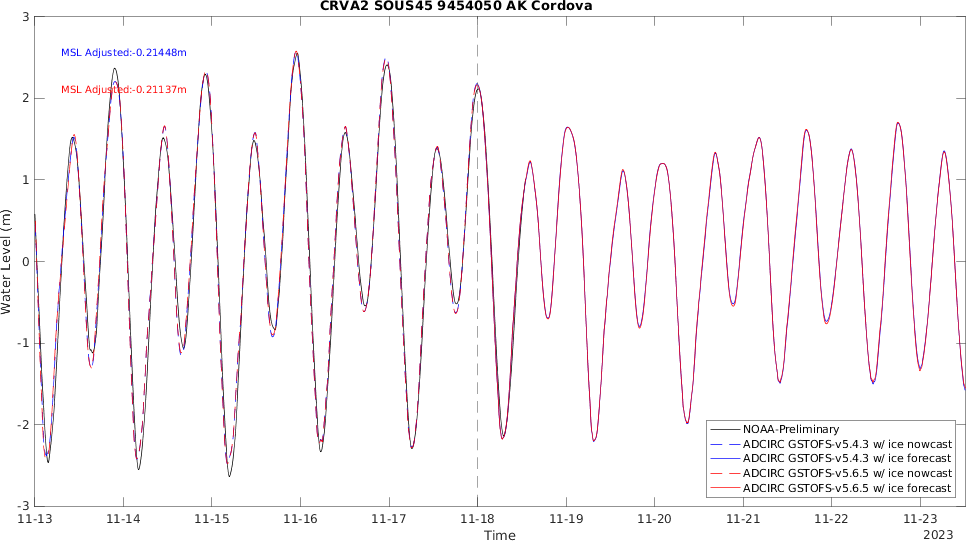 CRVA2 SOUS45 9454050 AK Cordova
MSL Adjusted:-0.21448m
MSL Adjusted:-0.21137m
Water Level (m)
3
2
1
0
-1
-2
-3
NOAA-Preliminary
ADCIRC GSTOFS-v5.4.3 w/ ice nowcast
ADCIRC GSTOFS-v5.4.3 w/ ice forecast
ADCIRC GSTOFS-v5.6.5 w/ ice nowcast
ADCIRC GSTOFS-v5.6.5 w/ ice forecast
11-13 11-14 11-15 11-16 11-17 11-18 11-19 11-20 11-21 11-22 11-23
Time
2023